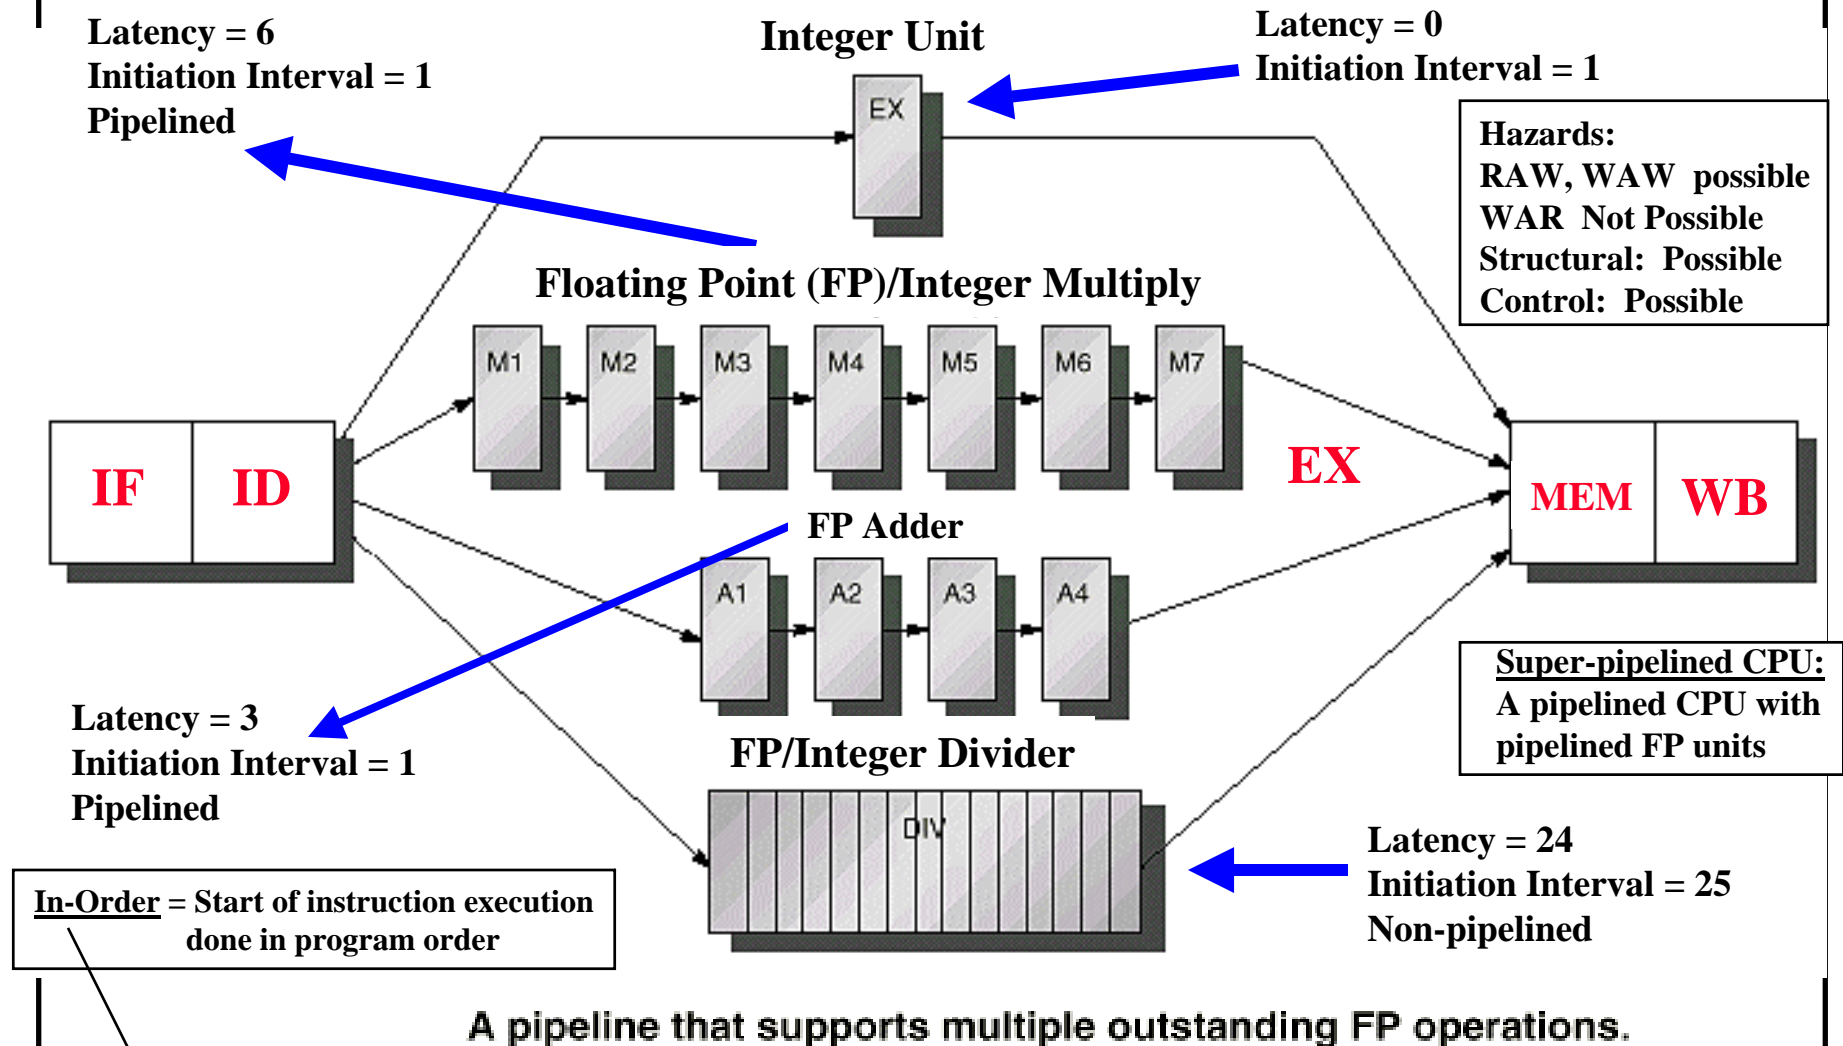 Latency = 6
Initiation Interval = 1
Pipelined
Integer Unit
Latency = 0
Initiation Interval = 1
EX
Hazards:
RAW, WAW possible
WAR Not Possible
Structural: Possible
Control: Possible
Floating Point (FP)/Integer Multiply
M1 M2 M3 M4 M5 M6 M7
IF ID
EX
MEM WB
FP Adder
A1 A2 A3 A4
Latency = 3
Initiation Interval = 1
Pipelined
Super-pipelined CPU:
A pipelined CPU with
pipelined FP units
FP/Integer Divider
DIV
Latency = 24
Initiation Interval = 25
Non-pipelined
In-Order = Start of instruction execution
done in program order
A pipeline that supports multiple outstanding FP operations.